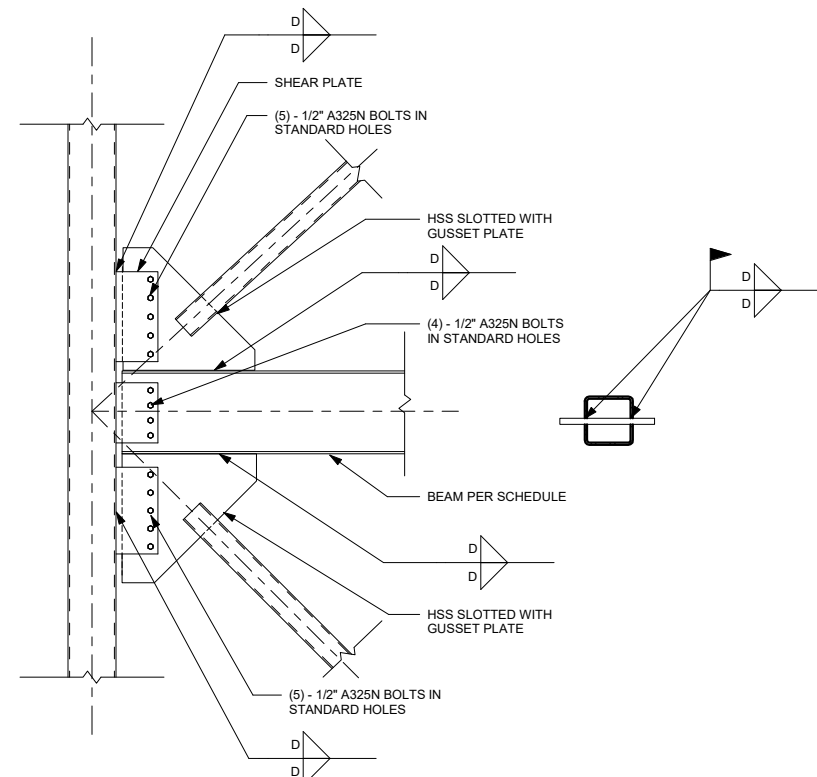 D
D
SHEAR PLATE
(5) - 1/2" A325N BOLTS IN
STANDARD HOLES
HSS SLOTTED WITH
GUSSET PLATE
D
D
D
D
(4) - 1/2" A325N BOLTS
IN STANDARD HOLES
BEAM PER SCHEDULE
D
D
HSS SLOTTED WITH
GUSSET PLATE
(5) - 1/2" A325N BOLTS IN
STANDARD HOLES
D
D